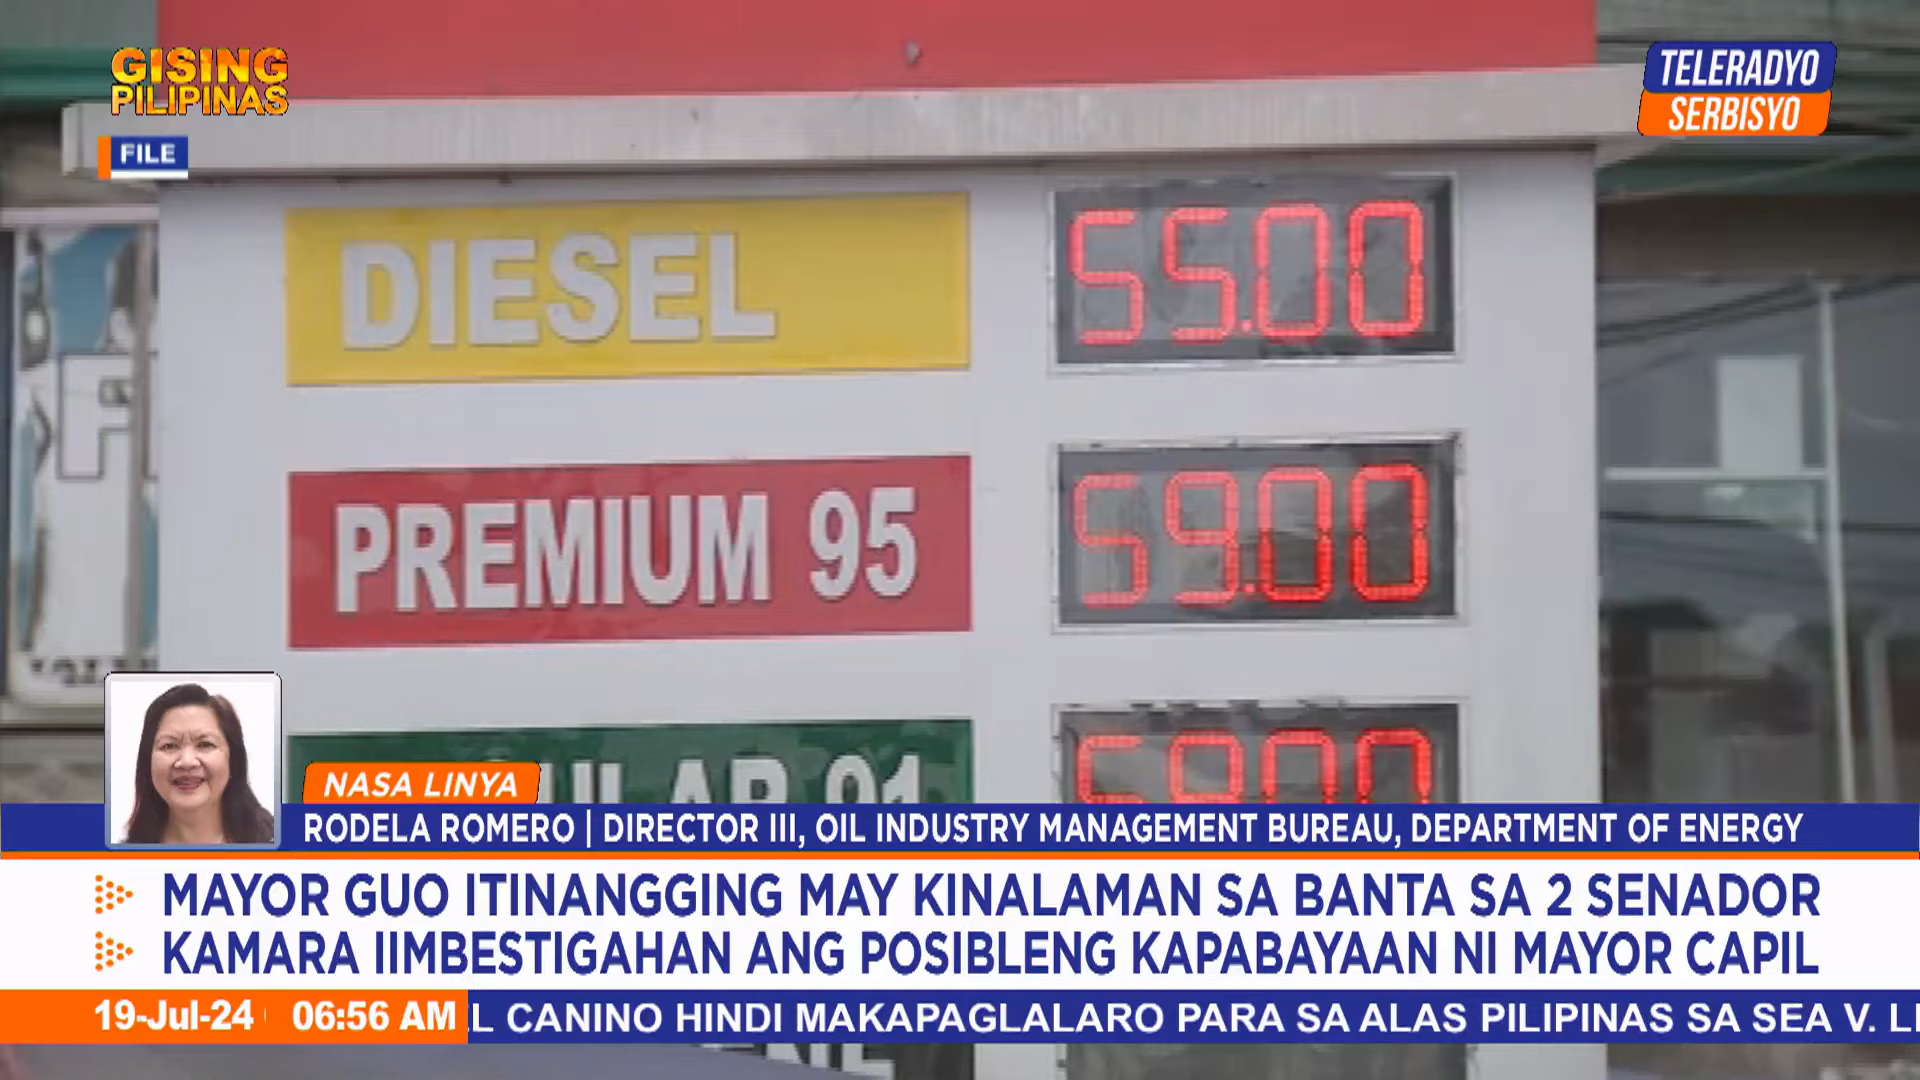 GISING
PILIPINAS
TELERADYO
SERBISYO
FILE
DIESEL 55.00
PREMIUM 95 59.00
91
NASA LINYA
RODELA ROMERO | DIRECTOR III, OIL INDUSTRY MANAGEMENT BUREAU, DEPARTMENT OF ENERGY
MAYOR GUO ITINANGGING MAY KINALAMAN SA BANTA SA 2 SENADOR
KAMARA IIMBESTIGAHAN ANG POSIBLENG KAPABAYAAN NI MAYOR CAPIL
19-Jul-24 06:56 AM CANINO HINDI MAKAPAGLALARO PARA SA ALAS PILIPINAS SA SEA V.